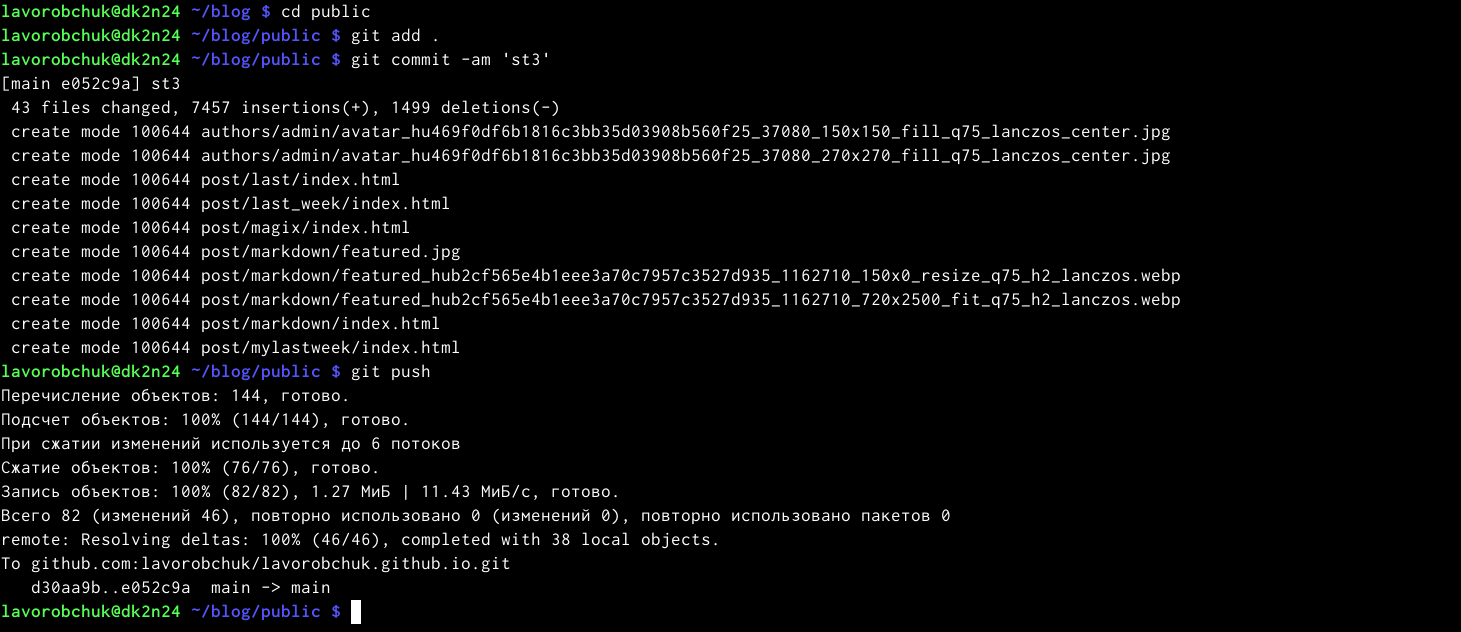 lavorobchuk@dk2n24 ~/blog $ cd public
lavorobchuk@dk2n24 ~/blog/public $ git add .
lavorobchuk@dk2n24 ~/blog/public $ git commit -am 'st3'
[main e052c9a] st3
 43 files changed, 7457 insertions(+), 1499 deletions(-)
 create mode 100644 authors/admin/avatar_hu469f0df6b1816c3bb35d03908b560f25_37080_150x150_fill_q75_lanczos_center.jpg
 create mode 100644 authors/admin/avatar_hu469f0df6b1816c3bb35d03908b560f25_37080_270x270_fill_q75_lanczos_center.jpg
 create mode 100644 post/last/index.html
 create mode 100644 post/last_week/index.html
 create mode 100644 post/magix/index.html
 create mode 100644 post/markdown/featured.jpg
 create mode 100644 post/markdown/featured_hub2cf565e4b1eee3a70c7957c3527d935_1162710_150x0_resize_q75_h2_lanczos.webp
 create mode 100644 post/markdown/featured_hub2cf565e4b1eee3a70c7957c3527d935_1162710_720x2500_fit_q75_h2_lanczos.webp
 create mode 100644 post/markdown/index.html
 create mode 100644 post/mylastweek/index.html
lavorobchuk@dk2n24 ~/blog/public $ git push
Перечисление объектов: 144, готово.
Подсчет объектов: 100% (144/144), готово.
При сжатии изменений используется до 6 потоков
Сжатие объектов: 100% (76/76), готово.
Запись объектов: 100% (82/82), 1.27 МиБ | 11.43 МиБ/с, готово.
Всего 82 (изменений 46), повторно использовано 0 (изменений 0), повторно использовано пакетов 0
remote: Resolving deltas: 100% (46/46), completed with 38 local objects.
To github.com:lavorobchuk/lavorobchuk.github.io.git
   d30aa9b..e052c9a  main -> main
lavorobchuk@dk2n24 ~/blog/public $